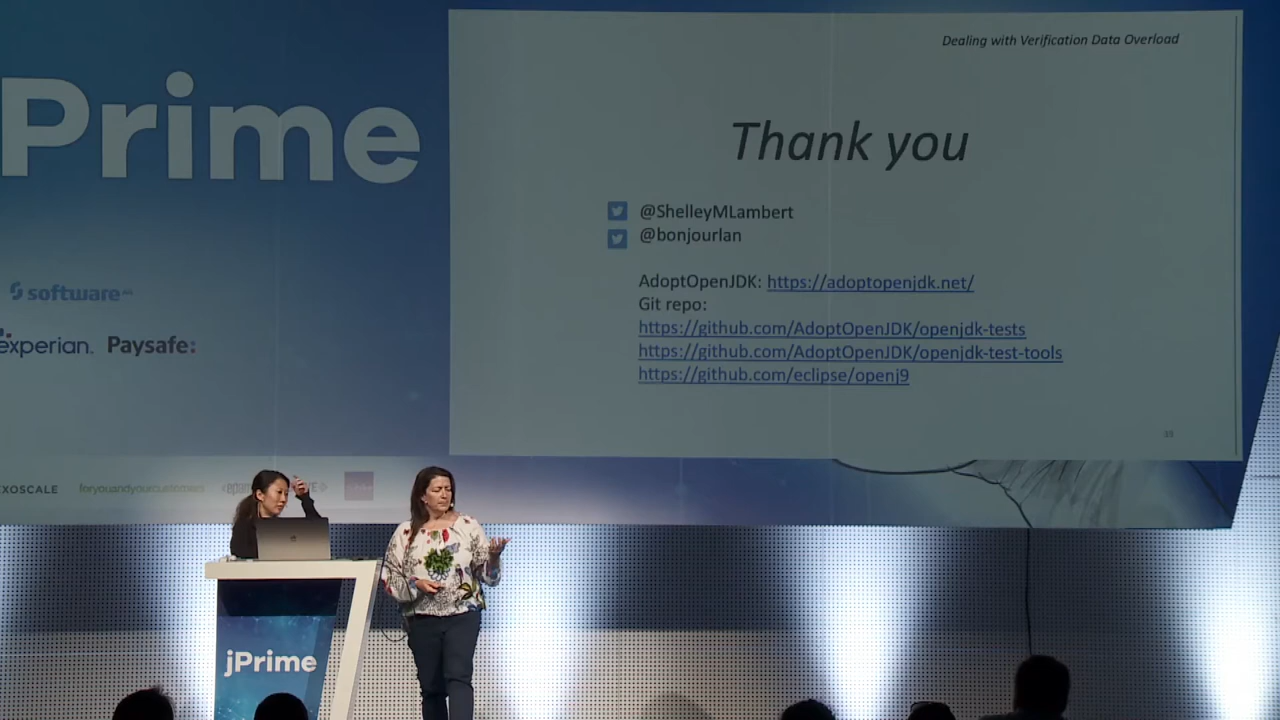 Prime
software
experian.
Paysafe:
EXOSCALE
foryouandyourcustomers
Dealing with Verification Data Overload
Thank you
@ShelleyMLambert
@bonjourlan
AdoptOpenJDK: https://adoptopenjdk.net/
Git repo:
https://github.com/AdoptOpenJDK/openjdk-tests
https://github.com/AdoptOpenJDK/openjdk-test-tools
https://github.com/eclipse/openj9
33
jPrime